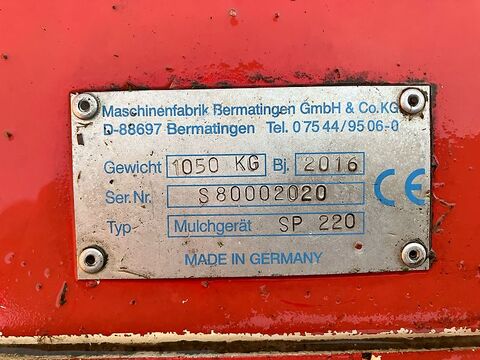 Maschinenfabrik Bermatingen GmbH & Co.KG
D-88697 Bermatingen Tel. 0 75 44/95 06-0
Gewicht 1050 KG Bj. 2016
Ser.Nr. S80002020 CE
Typ Mulchgerät SP 220
MADE IN GERMANY